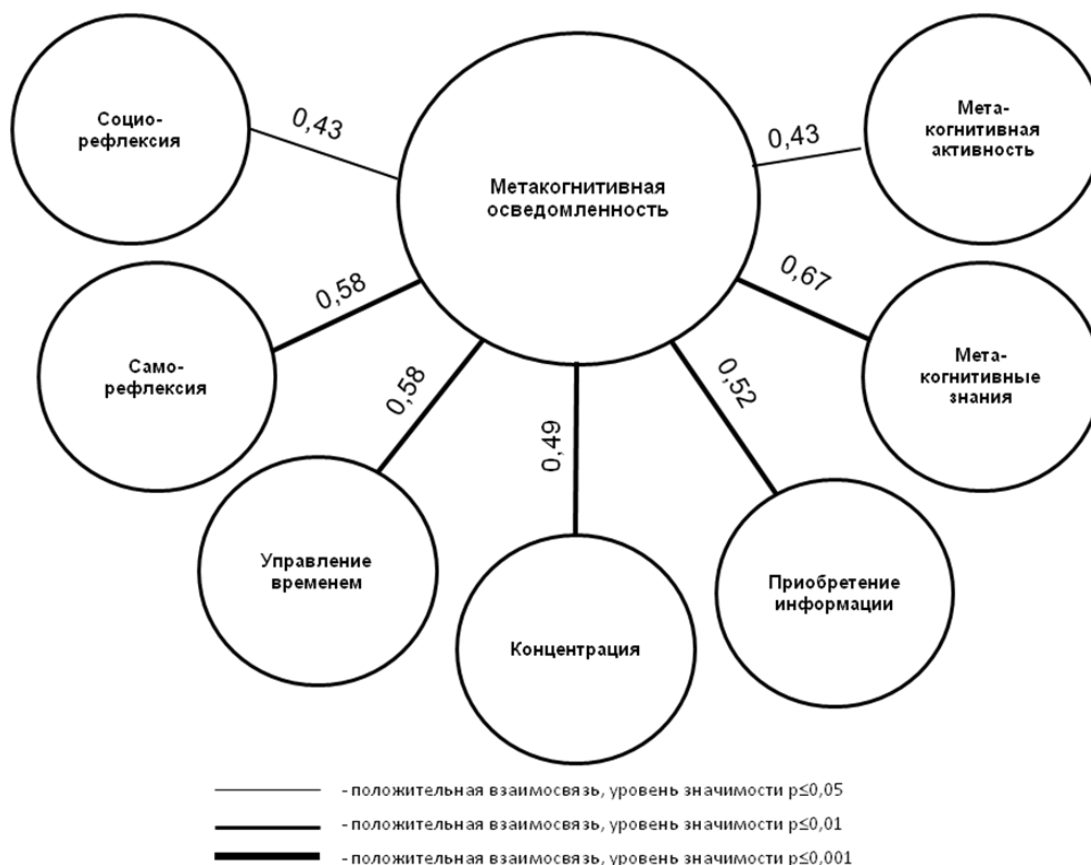 Социо-
рефлексия
0,43
Метакогнитивная
осведомленность
0,43
Мета-
когнитивная
активность
0,58
Само-
рефлексия
0,67
Мета-
когнитивные
знания
0,58
Управление
временем
0,49
Концентрация
0,52
Приобретение
информации
- положительная взаимосвязь, уровень значимости p≤0,05
- положительная взаимосвязь, уровень значимости p≤0,01
- положительная взаимосвязь, уровень значимости p≤0,001